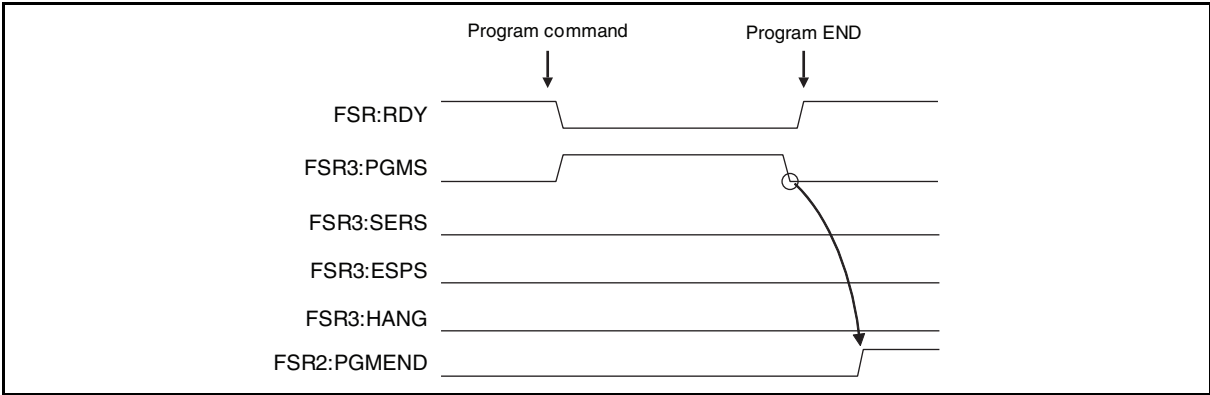 Program command
Program END
FSR:RDY
FSR3:PGMS
FSR3:SERS
FSR3:ESPS
FSR3:HANG
FSR2:PGMEND